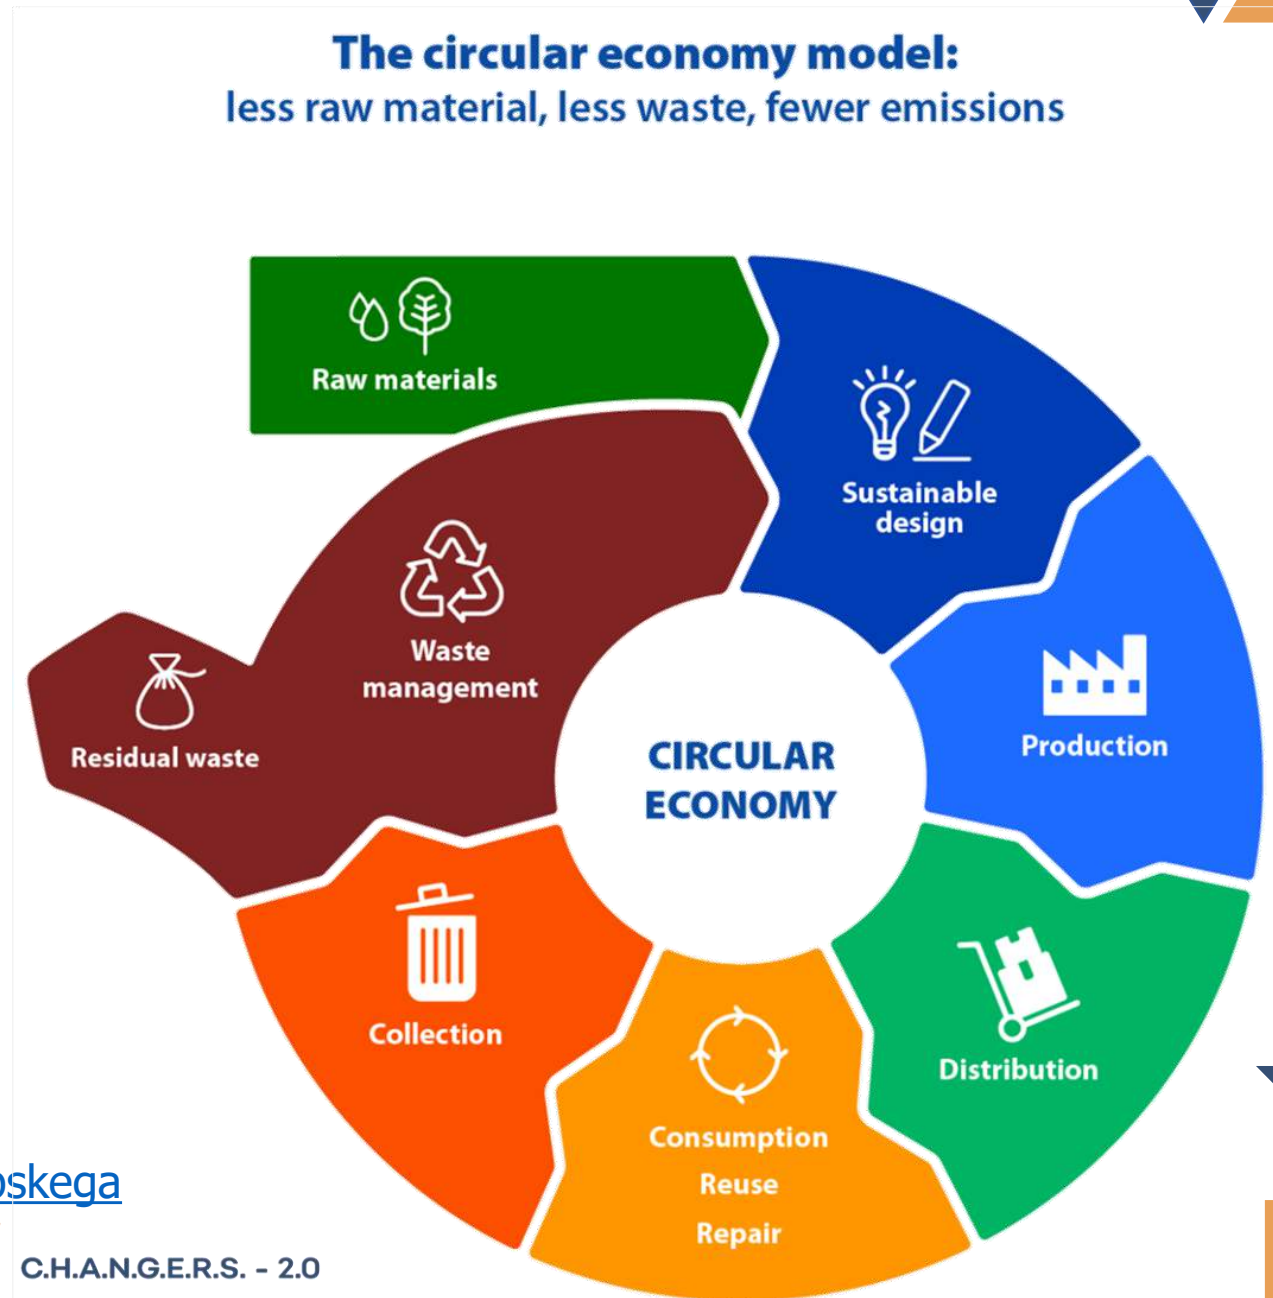 The circular economy model:
less raw material, less waste, fewer emissions
Raw materials
Sustainable
design
Production
Distribution
Consumption
Reuse
Repair
Collection
Waste
management
Residual waste
CIRCULAR
ECONOMY
C.H.A.N.G.E.R.S. - 2.0